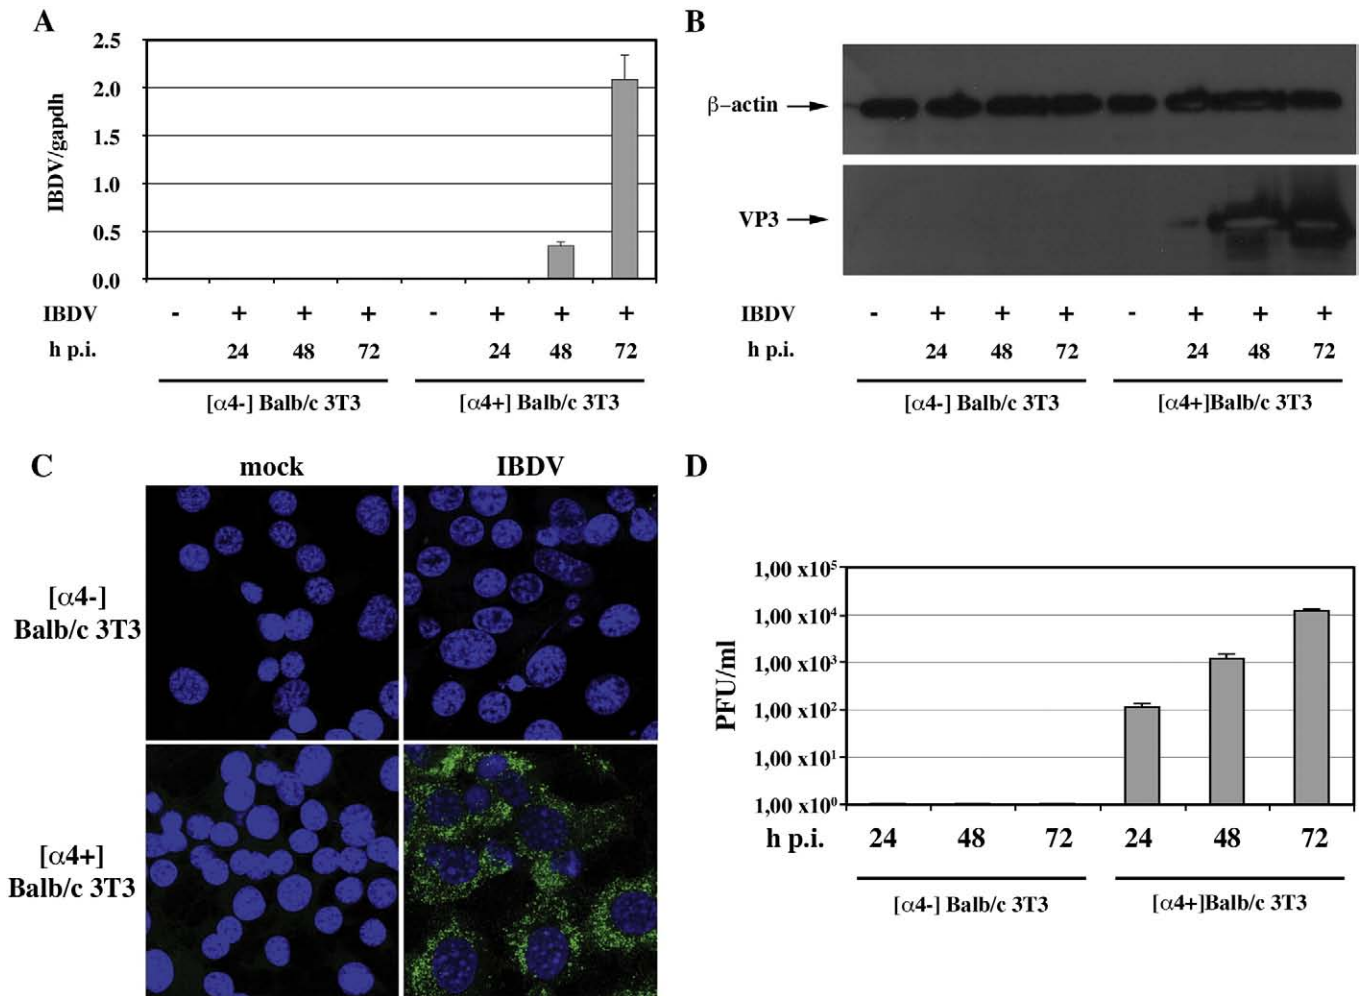 A
2.5
2.0
1.5
1.0
0.5
0.0
IBDV/gapdh
IBDV - + + + - + + +
h p.i. 24 48 72 24 48 72
[α4-] Balb/c 3T3 [α4+] Balb/c 3T3
B
β-actin
VP3
IBDV - + + + - + + +
h p.i. 24 48 72 24 48 72
[α4-] Balb/c 3T3 [α4+]Balb/c 3T3
C
mock IBDV
[α4-]
Balb/c 3T3
[α4+]
Balb/c 3T3
D
1,00 x10⁵
1,00 x10⁴
1,00 x10³
1,00 x10²
1,00 x10¹
1,00 x10⁰
PFU/ml
h p.i. 24 48 72 24 48 72
[α4-] Balb/c 3T3 [α4+]Balb/c 3T3